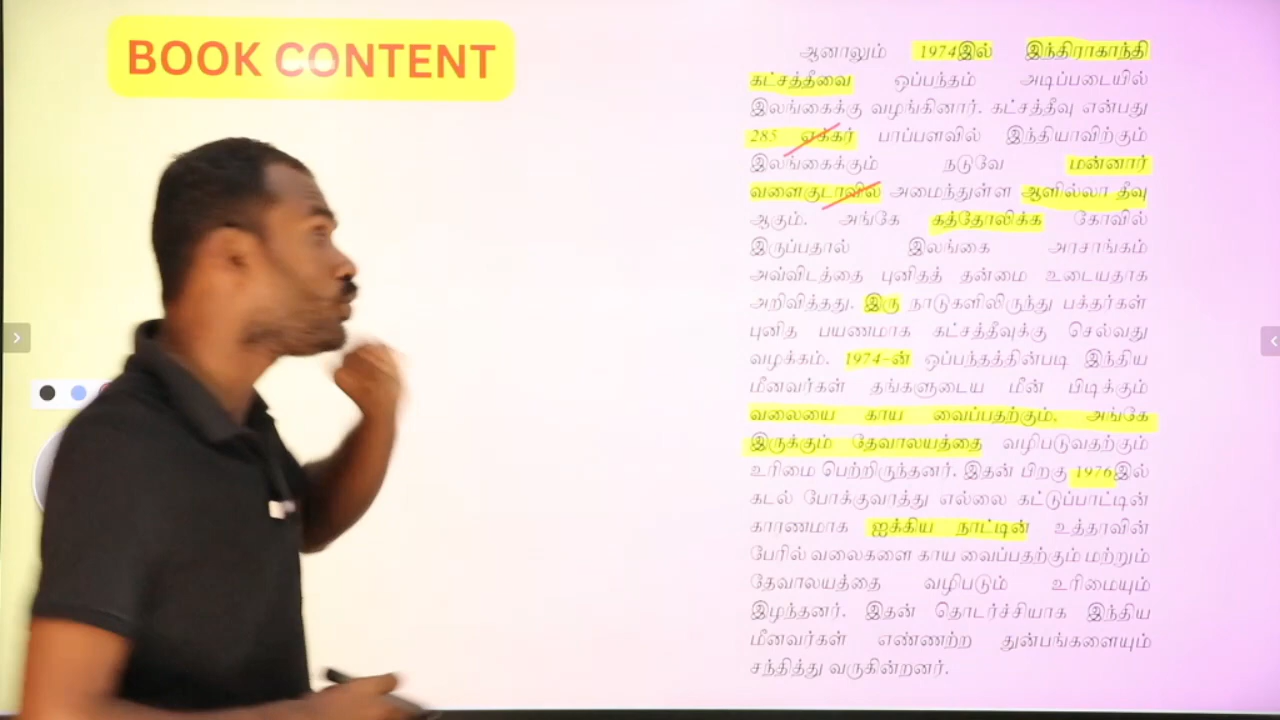 BOOK CONTENT
ஆனாலும் 1974இல் இந்திராகாந்தி
கட்சத்தீவை ஒப்பந்தம் அடிப்படையில்
இலங்கைக்கு வழங்கினார். கட்சத்தீவு என்பது
285 ஏக்கர் பரப்பளவில் இந்தியாவிற்கும்
இலங்கைக்கும் நடுவே மன்னார்
வளைகுடாவில் அமைந்துள்ள ஆளில்லா தீவு
ஆகும். அங்கே கத்தோலிக்க கோவில்
இருப்பதால் இலங்கை அரசாங்கம்
அவ்விடத்தை புனிதத் தன்மை உடையதாக
அறிவித்தது. இரு நாடுகளிலிருந்து பக்தர்கள்
புனித பயணமாக கட்சத்தீவுக்கு செல்வது
வழக்கம். 1974-ன் ஒப்பந்தத்தின்படி இந்திய
மீனவர்கள் தங்களுடைய மீன் பிடிக்கும்
வலையை காய வைப்பதற்கும், அங்கே
இருக்கும் தேவாலயத்தை வழிபடுவதற்கும்
உரிமை பெற்றிருந்தனர். இதன் பிறகு 1976இல்
கடல் போக்குவாத்து எல்லை கட்டுப்பாட்டின்
காரணமாக ஐக்கிய நாட்டின் உத்தரவின்
பேரில் வலைகளை காய வைப்பதற்கும் மற்றும்
தேவாலயத்தை வழிபடும் உரிமையும்
இழந்தனர். இதன் தொடர்ச்சியாக இந்திய
மீனவர்கள் எண்ணற்ற துன்பங்களையும்
சந்தித்து வருகின்றனர்.